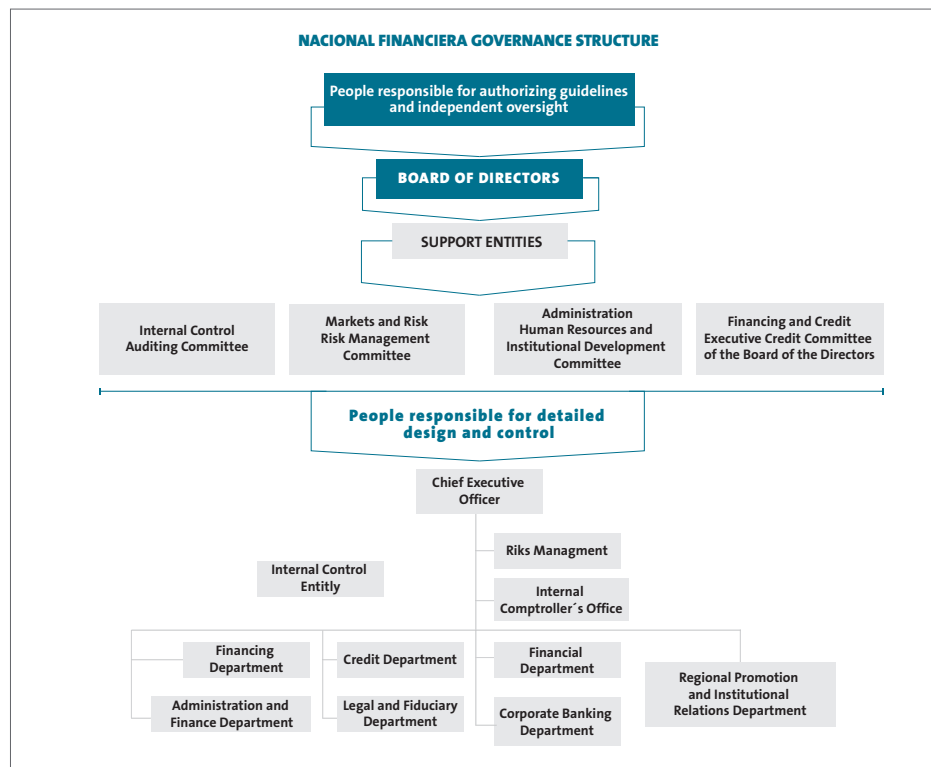 NACIONAL FINANCIERA GOVERNANCE STRUCTURE
People responsible for authorizing guidelines
and independent oversight
BOARD OF DIRECTORS
SUPPORT ENTITIES
Internal Control
Auditing Committee
Markets and Risk
Risk Management
Committee
Administration
Human Resources and
Institutional Development
Committee
Financing and Credit
Executive Credit Committee
of the Board of the Directors
People responsible for detailed
design and control
Chief Executive
Officer
Riks Managment
Internal Control
Entitly
Internal
Comptroller´s Office
Financing
Department
Credit Department
Financial
Department
Regional Promotion
and Institutional
Relations Department
Administration and
Finance Department
Legal and Fiduciary
Department
Corporate Banking
Department